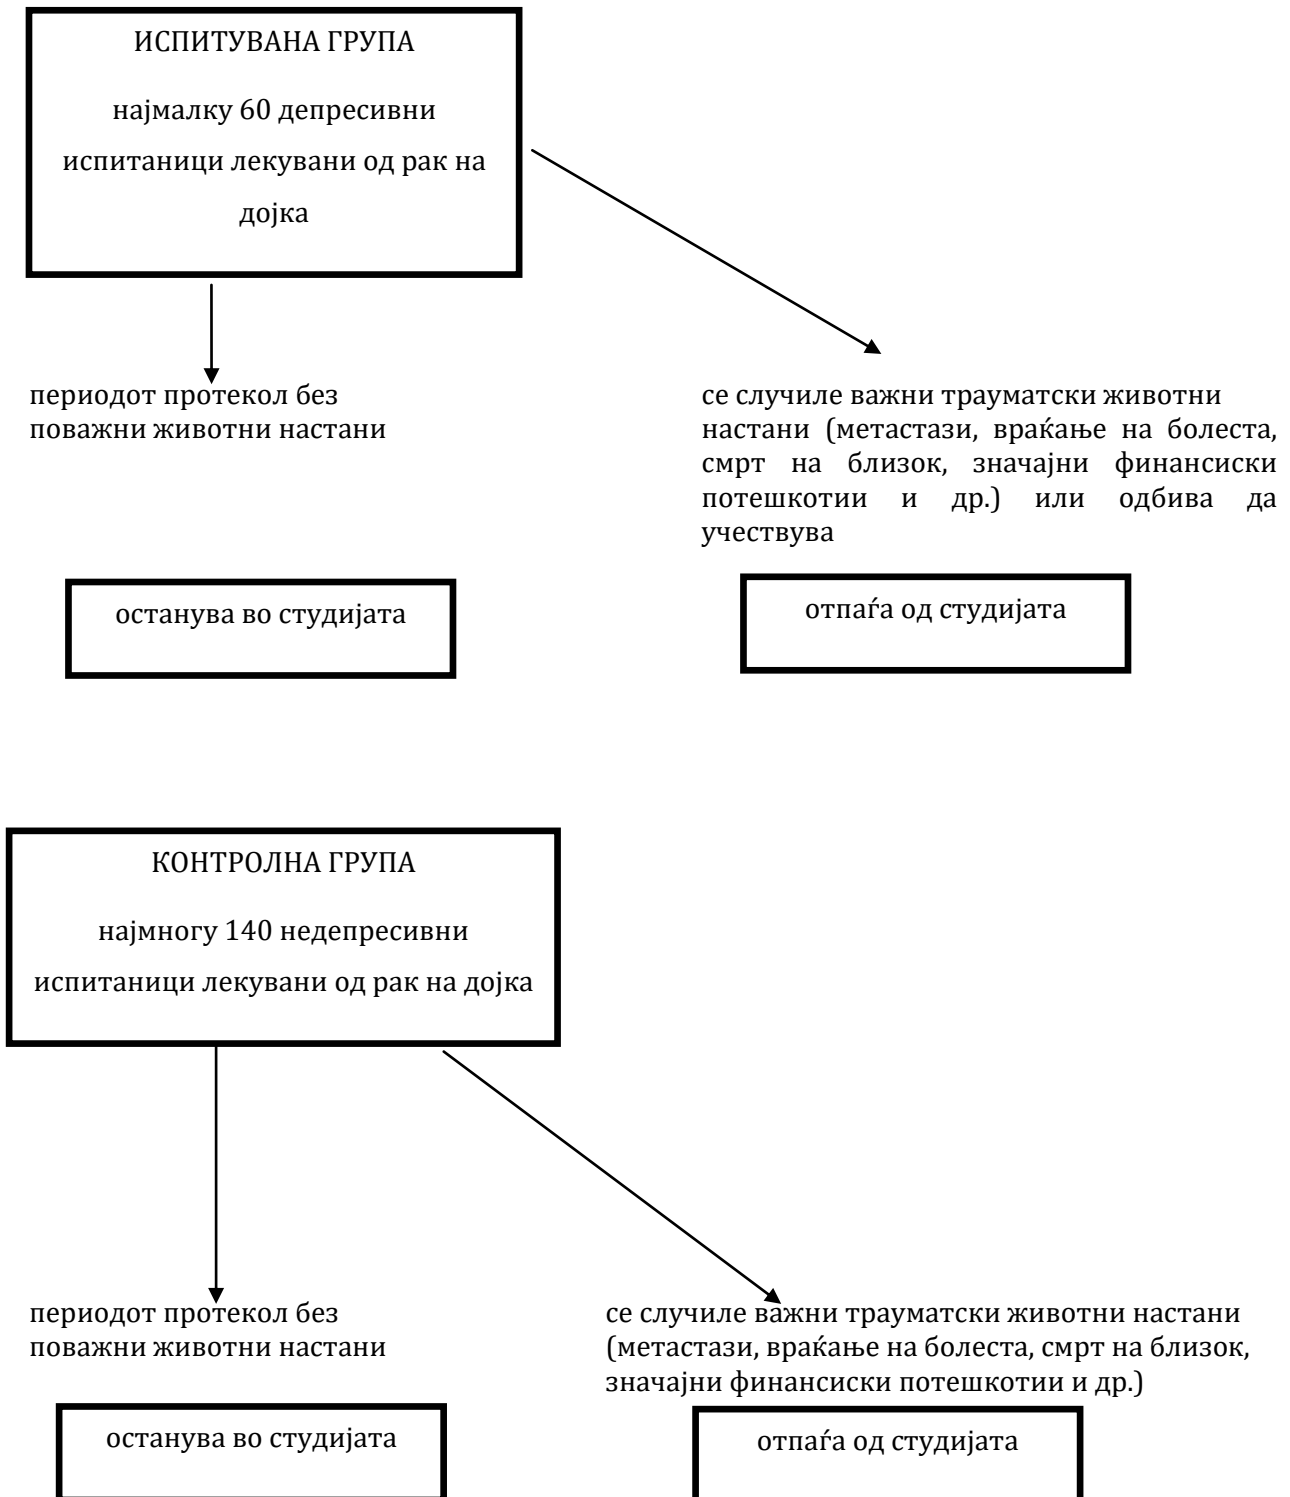 ИСПИТУВАНА ГРУПА
најмалку 60 депресивни
испитаници лекувани од рак на
дојка
периодот протекол без
поважни животни настани
се случиле важни трауматски животни
настани (метастази, враќање на болеста,
смрт на близок, значајни финансиски
потешкотии и др.) или одбива да
учествува
останува во студијата
отпаѓа од студијата
КОНТРОЛНА ГРУПА
најмногу 140 недепресивни
испитаници лекувани од рак на дојка
периодот протекол без
поважни животни настани
се случиле важни трауматски животни настани
(метастази, враќање на болеста, смрт на близок,
значајни финансиски потешкотии и др.)
останува во студијата
отпаѓа од студијата